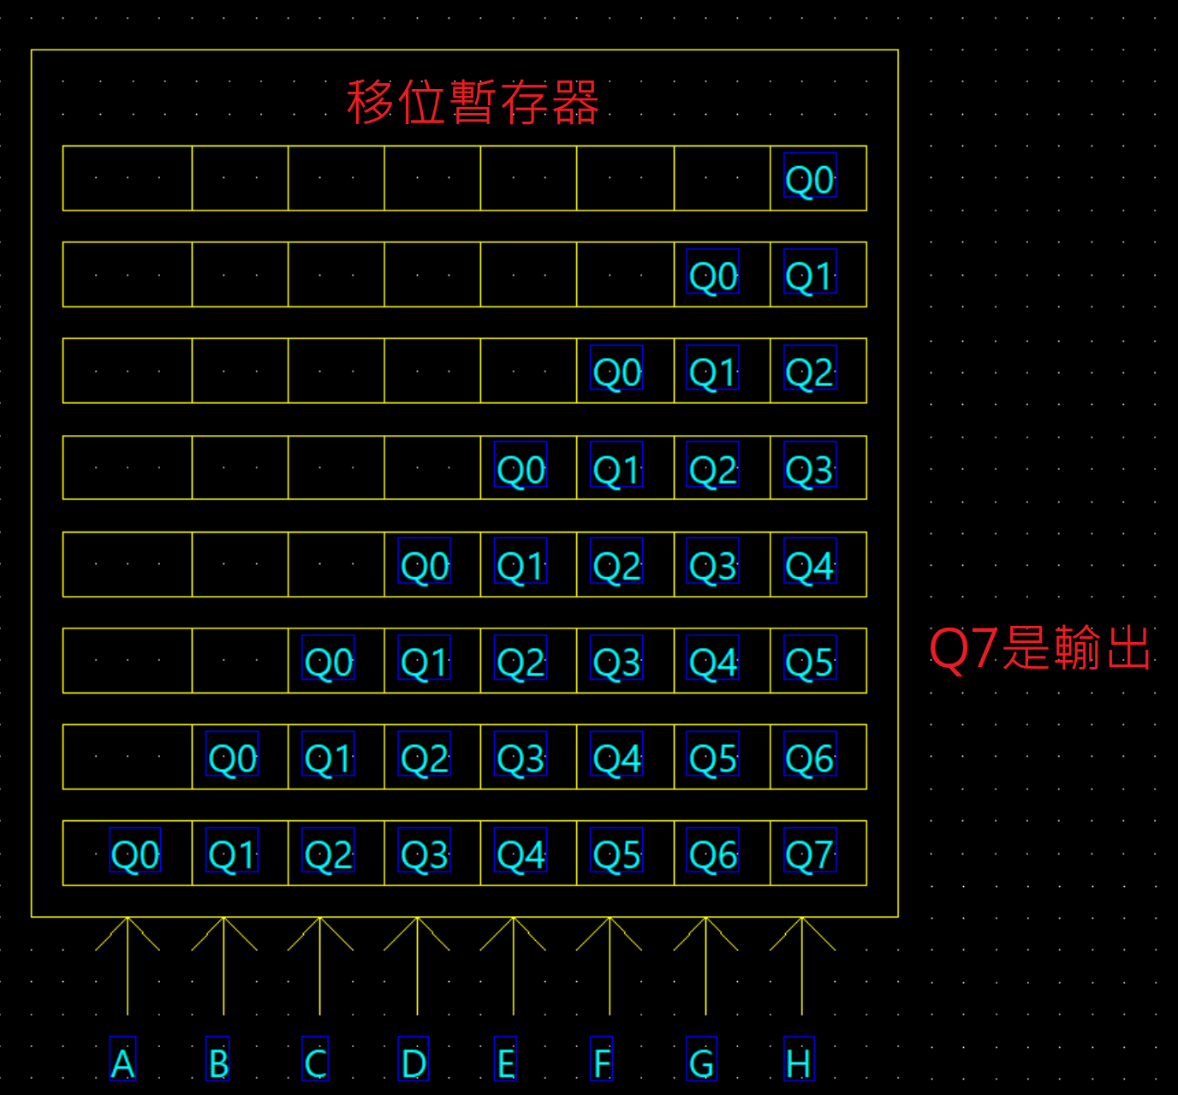 移位暫存器
Q0
Q0 Q1
Q0 Q1 Q2
Q0 Q1 Q2 Q3
Q0 Q1 Q2 Q3 Q4
Q0 Q1 Q2 Q3 Q4 Q5
Q7是輸出
Q0 Q1 Q2 Q3 Q4 Q5 Q6
Q0 Q1 Q2 Q3 Q4 Q5 Q6 Q7
A B C D E F G H